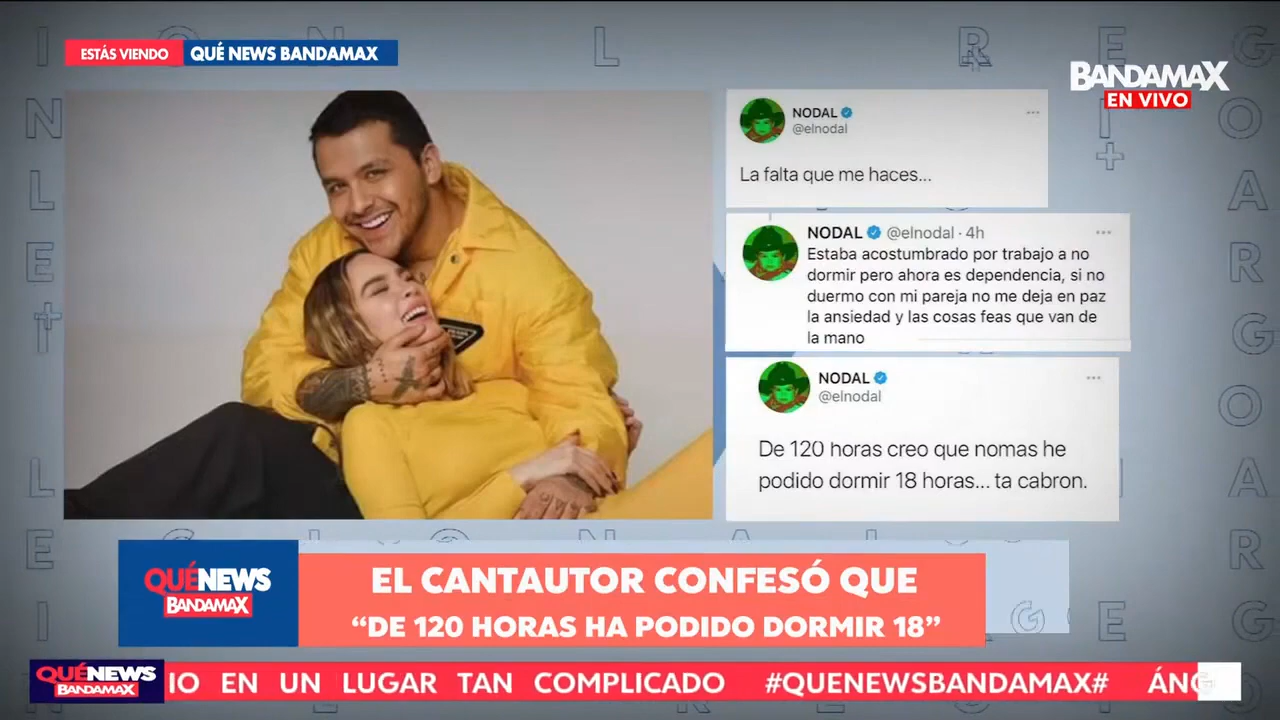 ESTÁS VIENDO QUÉ NEWS BANDAMAX
BANDAMAX
EN VIVO
NODAL
@elnodal
La falta que me haces...
NODAL @elnodal · 4h
Estaba acostumbrado por trabajo a no
dormir pero ahora es dependencia, si no
duermo con mi pareja no me deja en paz
la ansiedad y las cosas feas que van de
la mano
NODAL
@elnodal
De 120 horas creo que nomas he
podido dormir 18 horas... ta cabron.
QUÉNEWS
BANDAMAX
EL CANTAUTOR CONFESÓ QUE
“DE 120 HORAS HA PODIDO DORMIR 18”
QUÉNEWS
BANDAMAX
IO EN UN LUGAR TAN COMPLICADO #QUENEWSBANDAMAX# ÁN